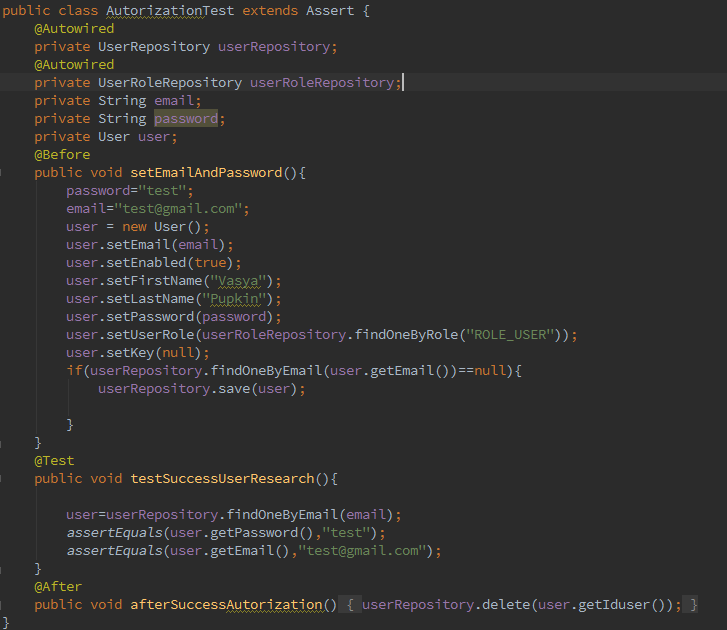 public class AutorizationTest extends Assert {
    @Autowired
    private UserRepository userRepository;
    @Autowired
    private UserRoleRepository userRoleRepository;
    private String email;
    private String password;
    private User user;
    @Before
    public void setEmailAndPassword(){
        password="test";
        email="test@gmail.com";
        user = new User();
        user.setEmail(email);
        user.setEnabled(true);
        user.setFirstName("Vasya");
        user.setLastName("Pupkin");
        user.setPassword(password);
        user.setUserRole(userRoleRepository.findOneByRole("ROLE_USER"));
        user.setKey(null);
        if(userRepository.findOneByEmail(user.getEmail())==null){
            userRepository.save(user);
        }
    }
    @Test
    public void testSuccessUserResearch(){
        user=userRepository.findOneByEmail(email);
        assertEquals(user.getPassword(),"test");
        assertEquals(user.getEmail(),"test@gmail.com");
    }
    @After
    public void afterSuccessAutorization() { userRepository.delete(user.getIduser()); }
}